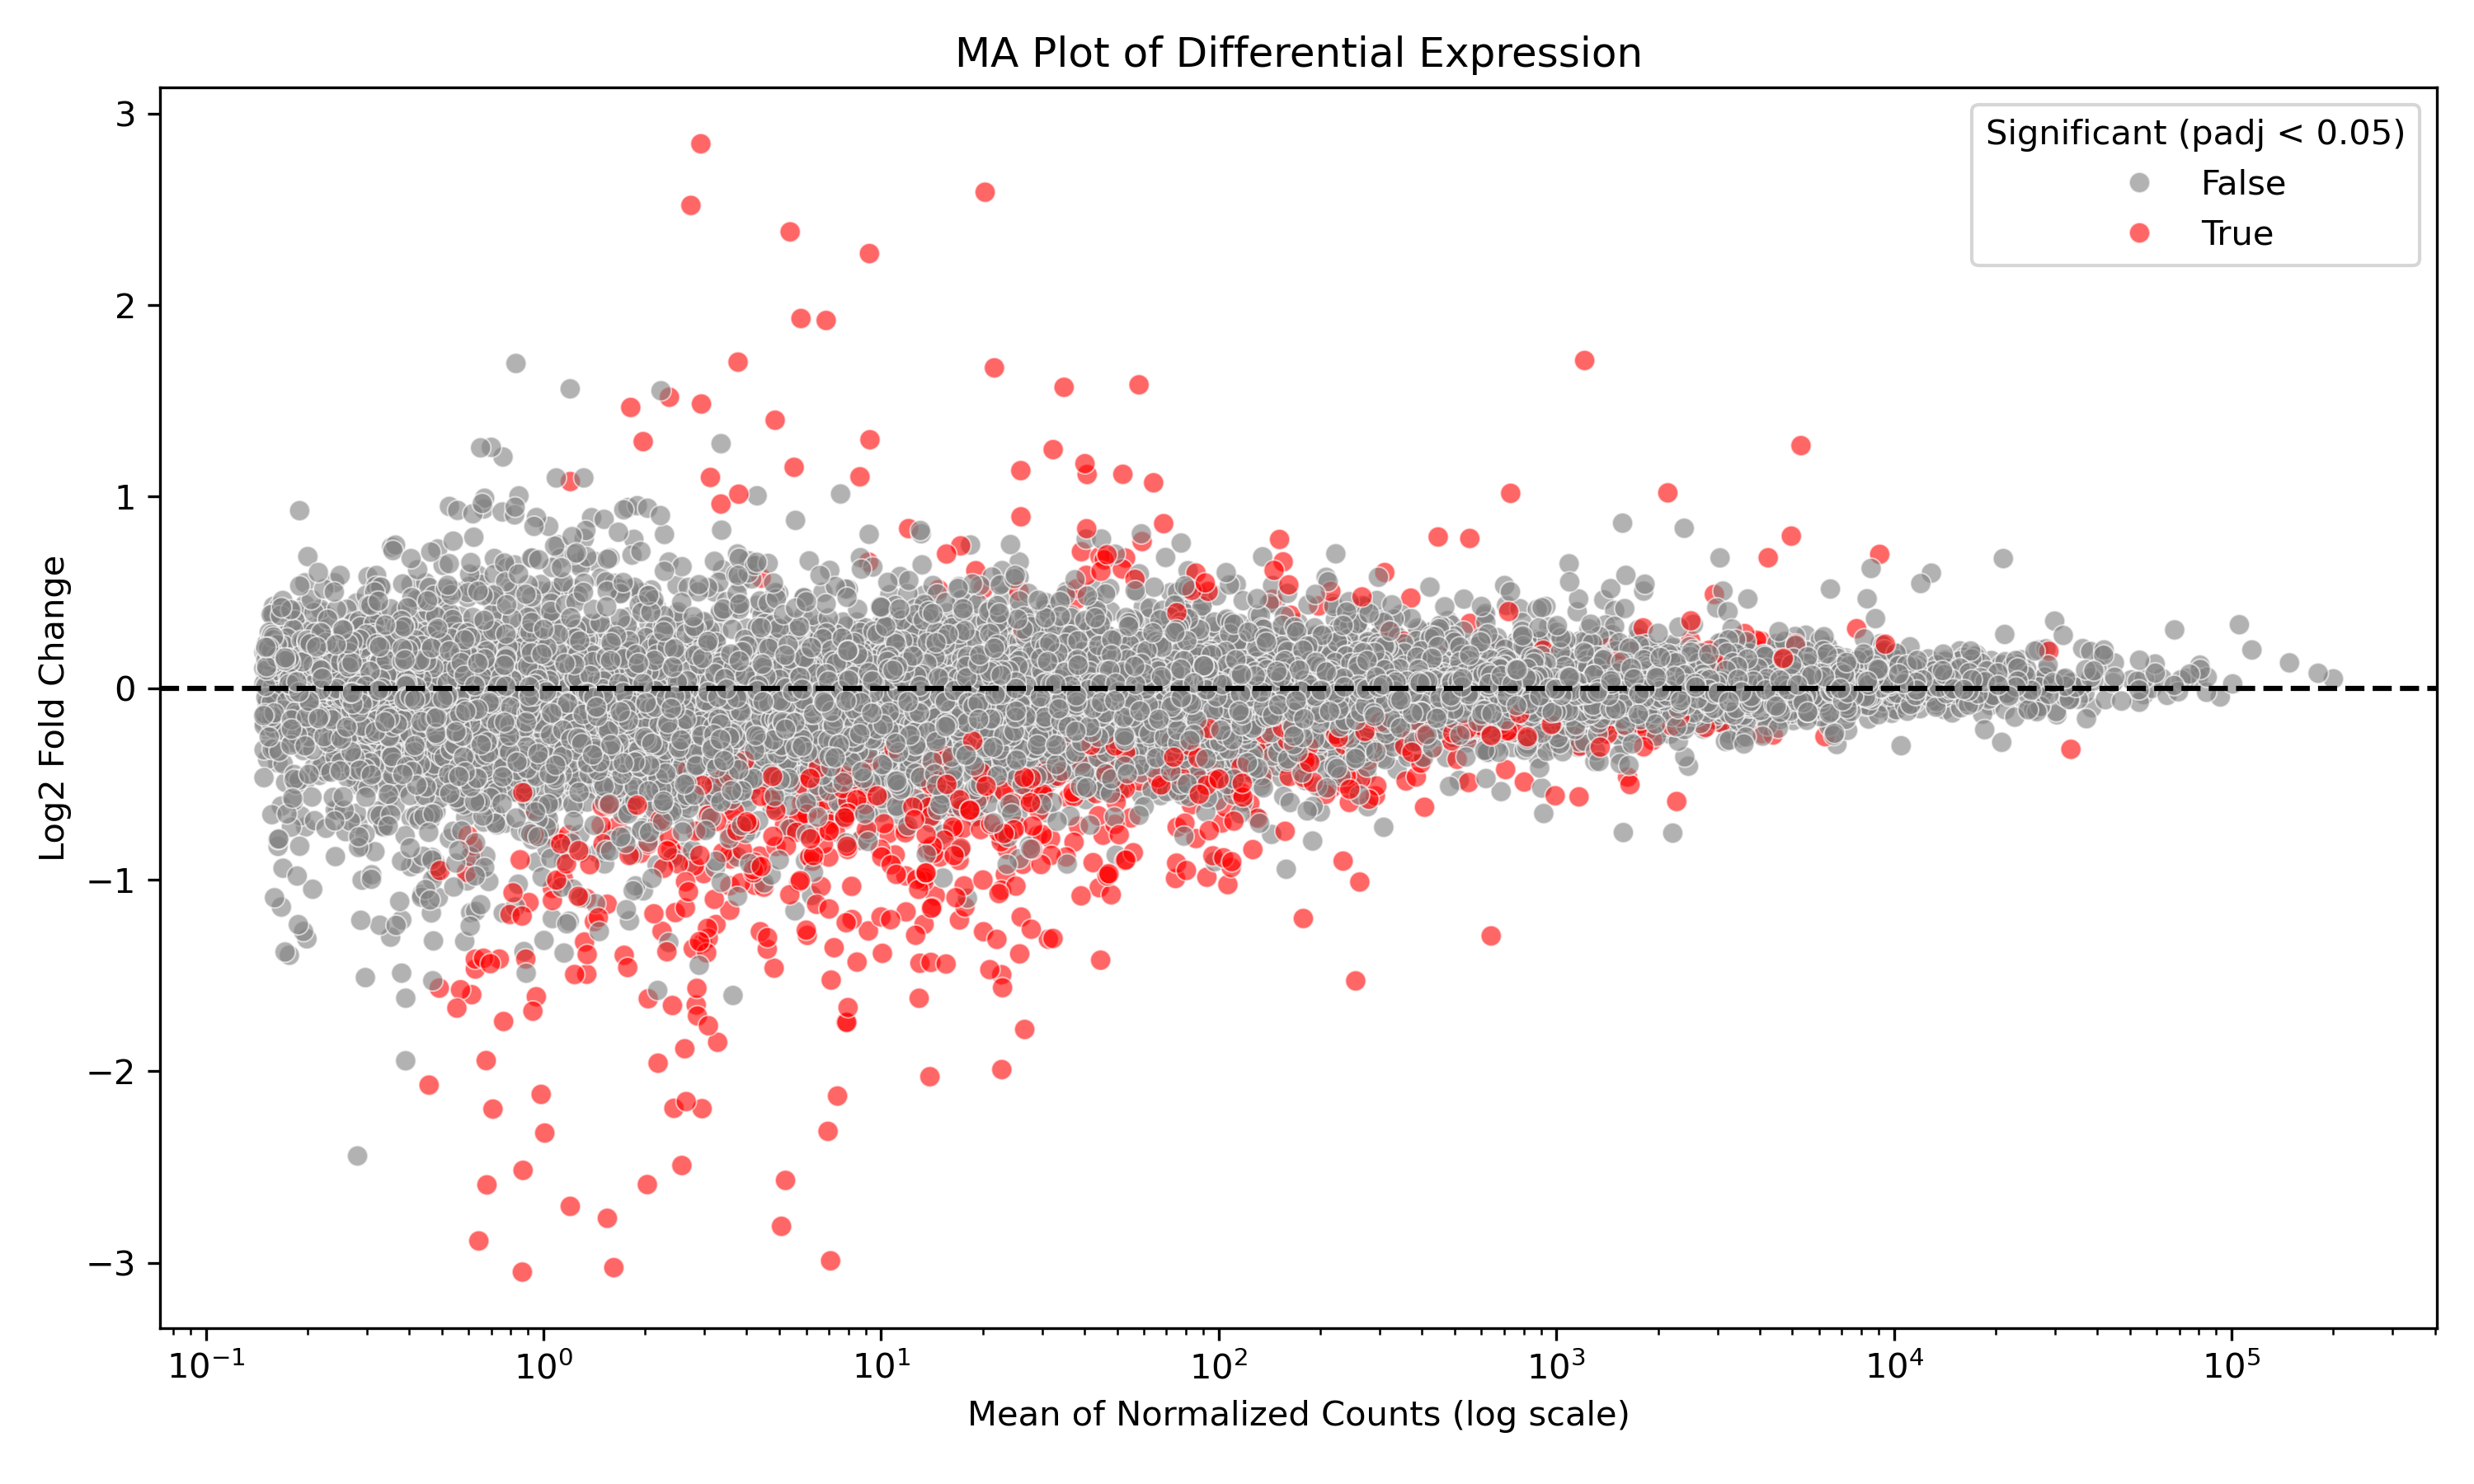 MA Plot of Differential Expression
Significant (padj < 0.05)
False
True
Log2 Fold Change
3
2
1
0
−1
−2
−3
10⁻¹
10⁰
10¹
10²
10³
10⁴
10⁵
Mean of Normalized Counts (log scale)